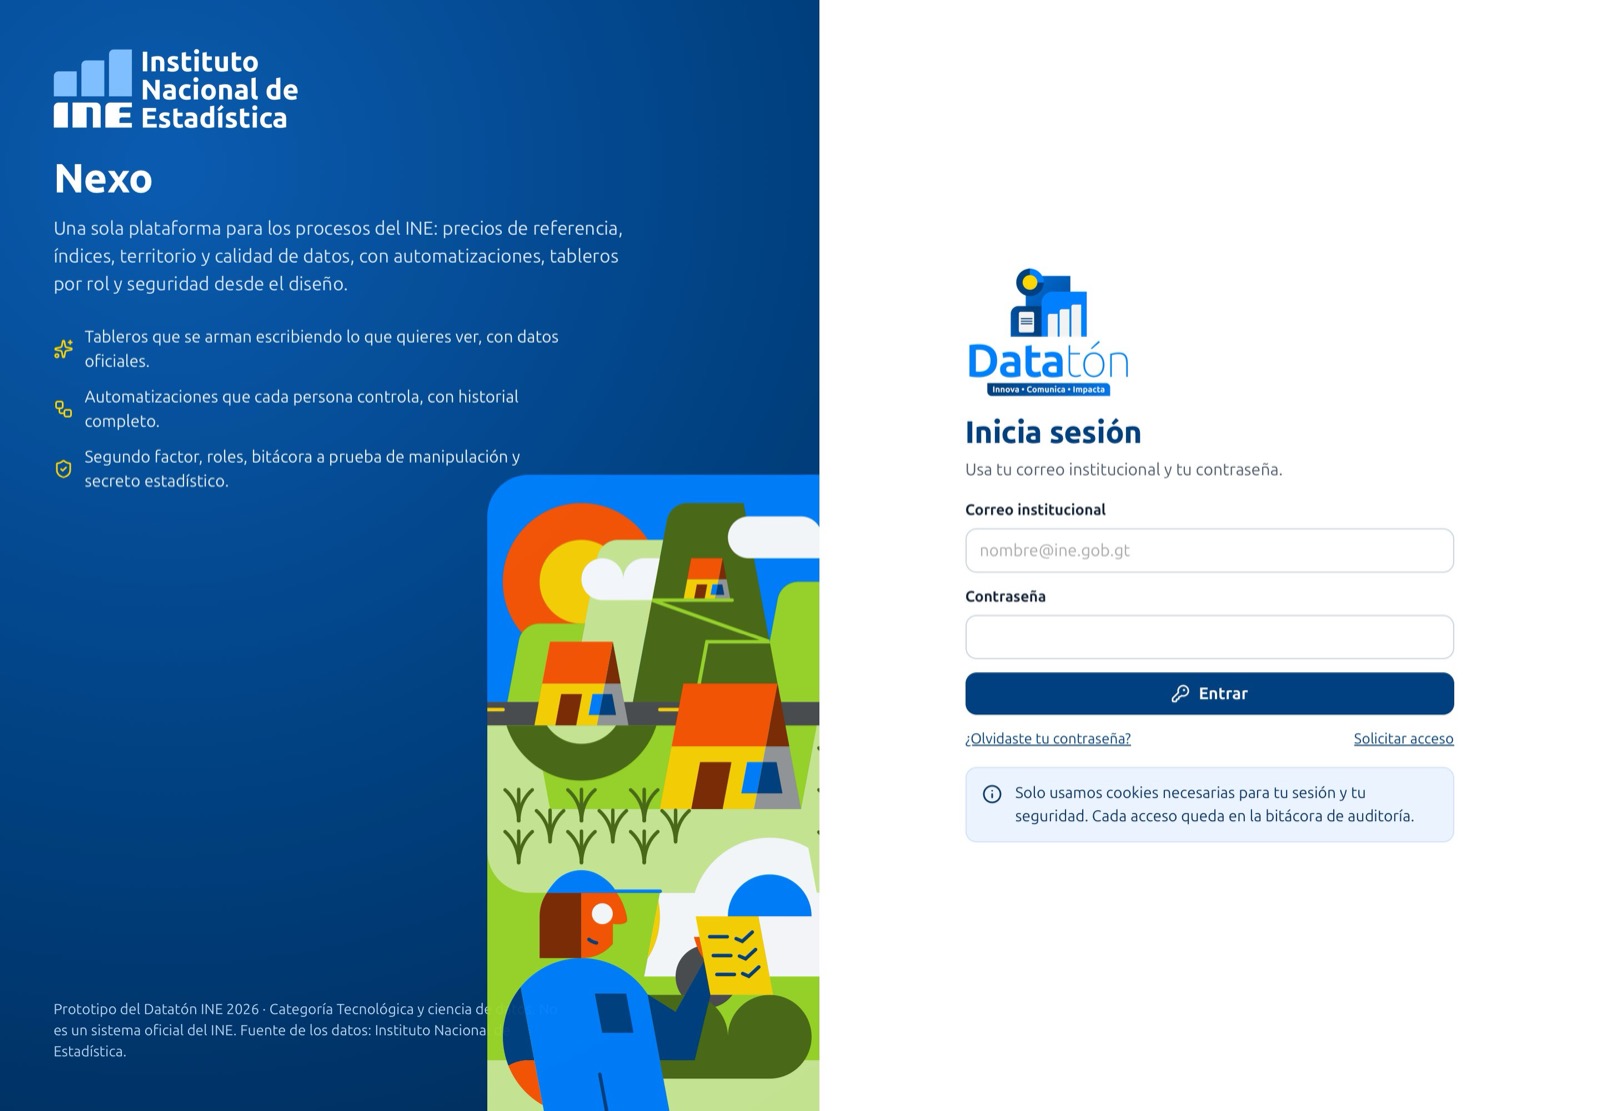 INE
Instituto
Nacional de
Estadística
Nexo
Una sola plataforma para los procesos del INE: precios de referencia,
índices, territorio y calidad de datos, con automatizaciones, tableros
por rol y seguridad desde el diseño.
Tableros que se arman escribiendo lo que quieres ver, con datos
oficiales.
Automatizaciones que cada persona controla, con historial
completo.
Segundo factor, roles, bitácora a prueba de manipulación y
secreto estadístico.
Prototipo del Datatón INE 2026 · Categoría Tecnológica y ciencia de
es un sistema oficial del INE. Fuente de los datos: Instituto Nacional
Estadística.
Datatón
Innova • Comunica • Impacta
Inicia sesión
Usa tu correo institucional y tu contraseña.
Correo institucional
nombre@ine.gob.gt
Contraseña
Entrar
¿Olvidaste tu contraseña?
Solicitar acceso
Solo usamos cookies necesarias para tu sesión y tu
seguridad. Cada acceso queda en la bitácora de auditoría.